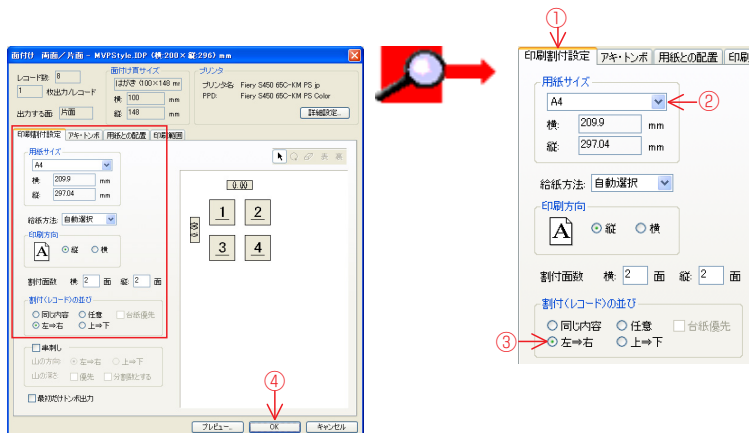 面付け 両面/片面 - MVPStyle.IDP (横:200× 縦:296) mm
レコード数: 8
1 枚出力/レコード
出力する面: 片面
面付け頁サイズ
はがき (100×148 mm
横: 100 mm
縦: 148 mm
プリンタ
プリンタ名: Fiery S450 65C-KM PS jp
PPD: Fiery S450 65C-KM PS Color
詳細設定...
印刷割付設定 アキ・トンボ 用紙との配置 印刷範囲
用紙サイズ
A4
横: 209.9 mm
縦: 297.04 mm
給紙方法: 自動選択
印刷方向
A 縦 横
割付面数 横: 2 面 縦: 2 面
割付(レコード)の並び
同じ内容 任意 台紙優先
左⇒右 上⇒下
串刺し
山の方向: 左⇒右 上⇒下
山の深さ: 優先 分割数とする
最初だけトンボ出力
0.00
0.0
1 2
3 4
④
プレビュー... OK キャンセル
①
印刷割付設定 アキ・トンボ 用紙との配置 印刷
用紙サイズ
A4
②
横: 209.9 mm
縦: 297.04 mm
給紙方法: 自動選択
印刷方向
A 縦 横
割付面数 横: 2 面 縦: 2 面
割付(レコード)の並び
同じ内容 任意 台紙優先
③ 左⇒右 上⇒下